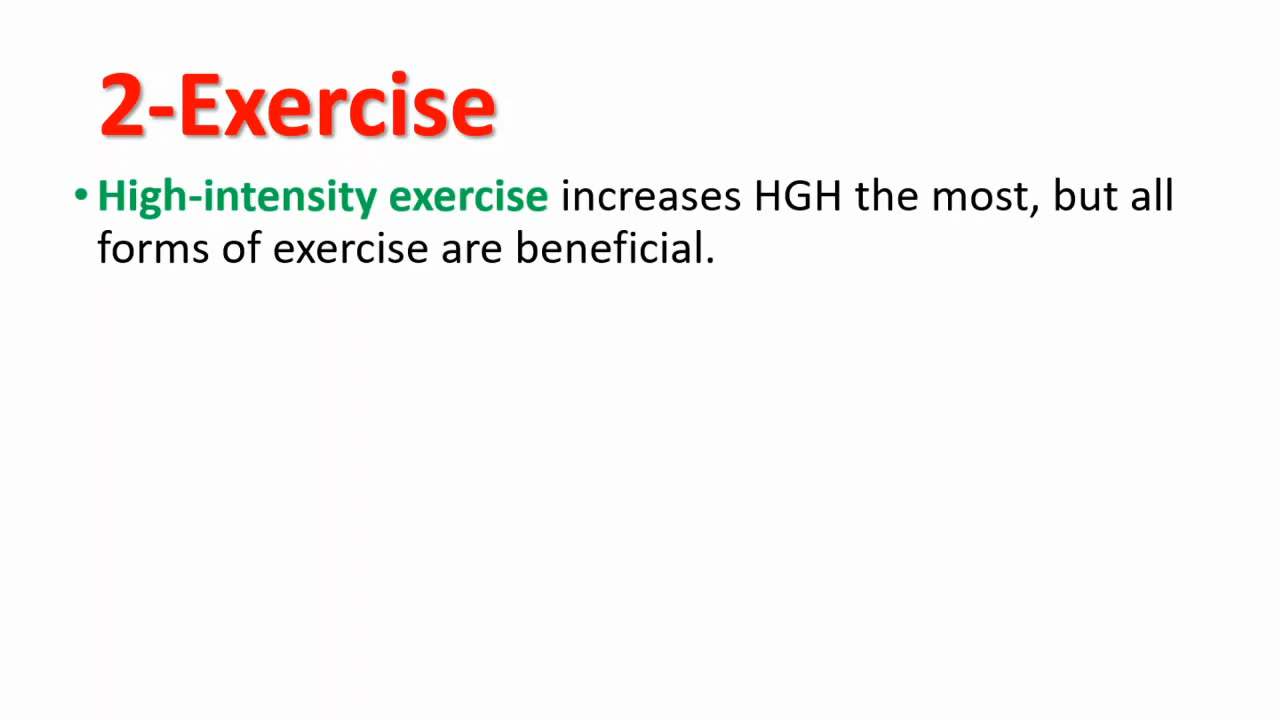 2-Exercise
• High-intensity exercise increases HGH the most, but all
forms of exercise are beneficial.